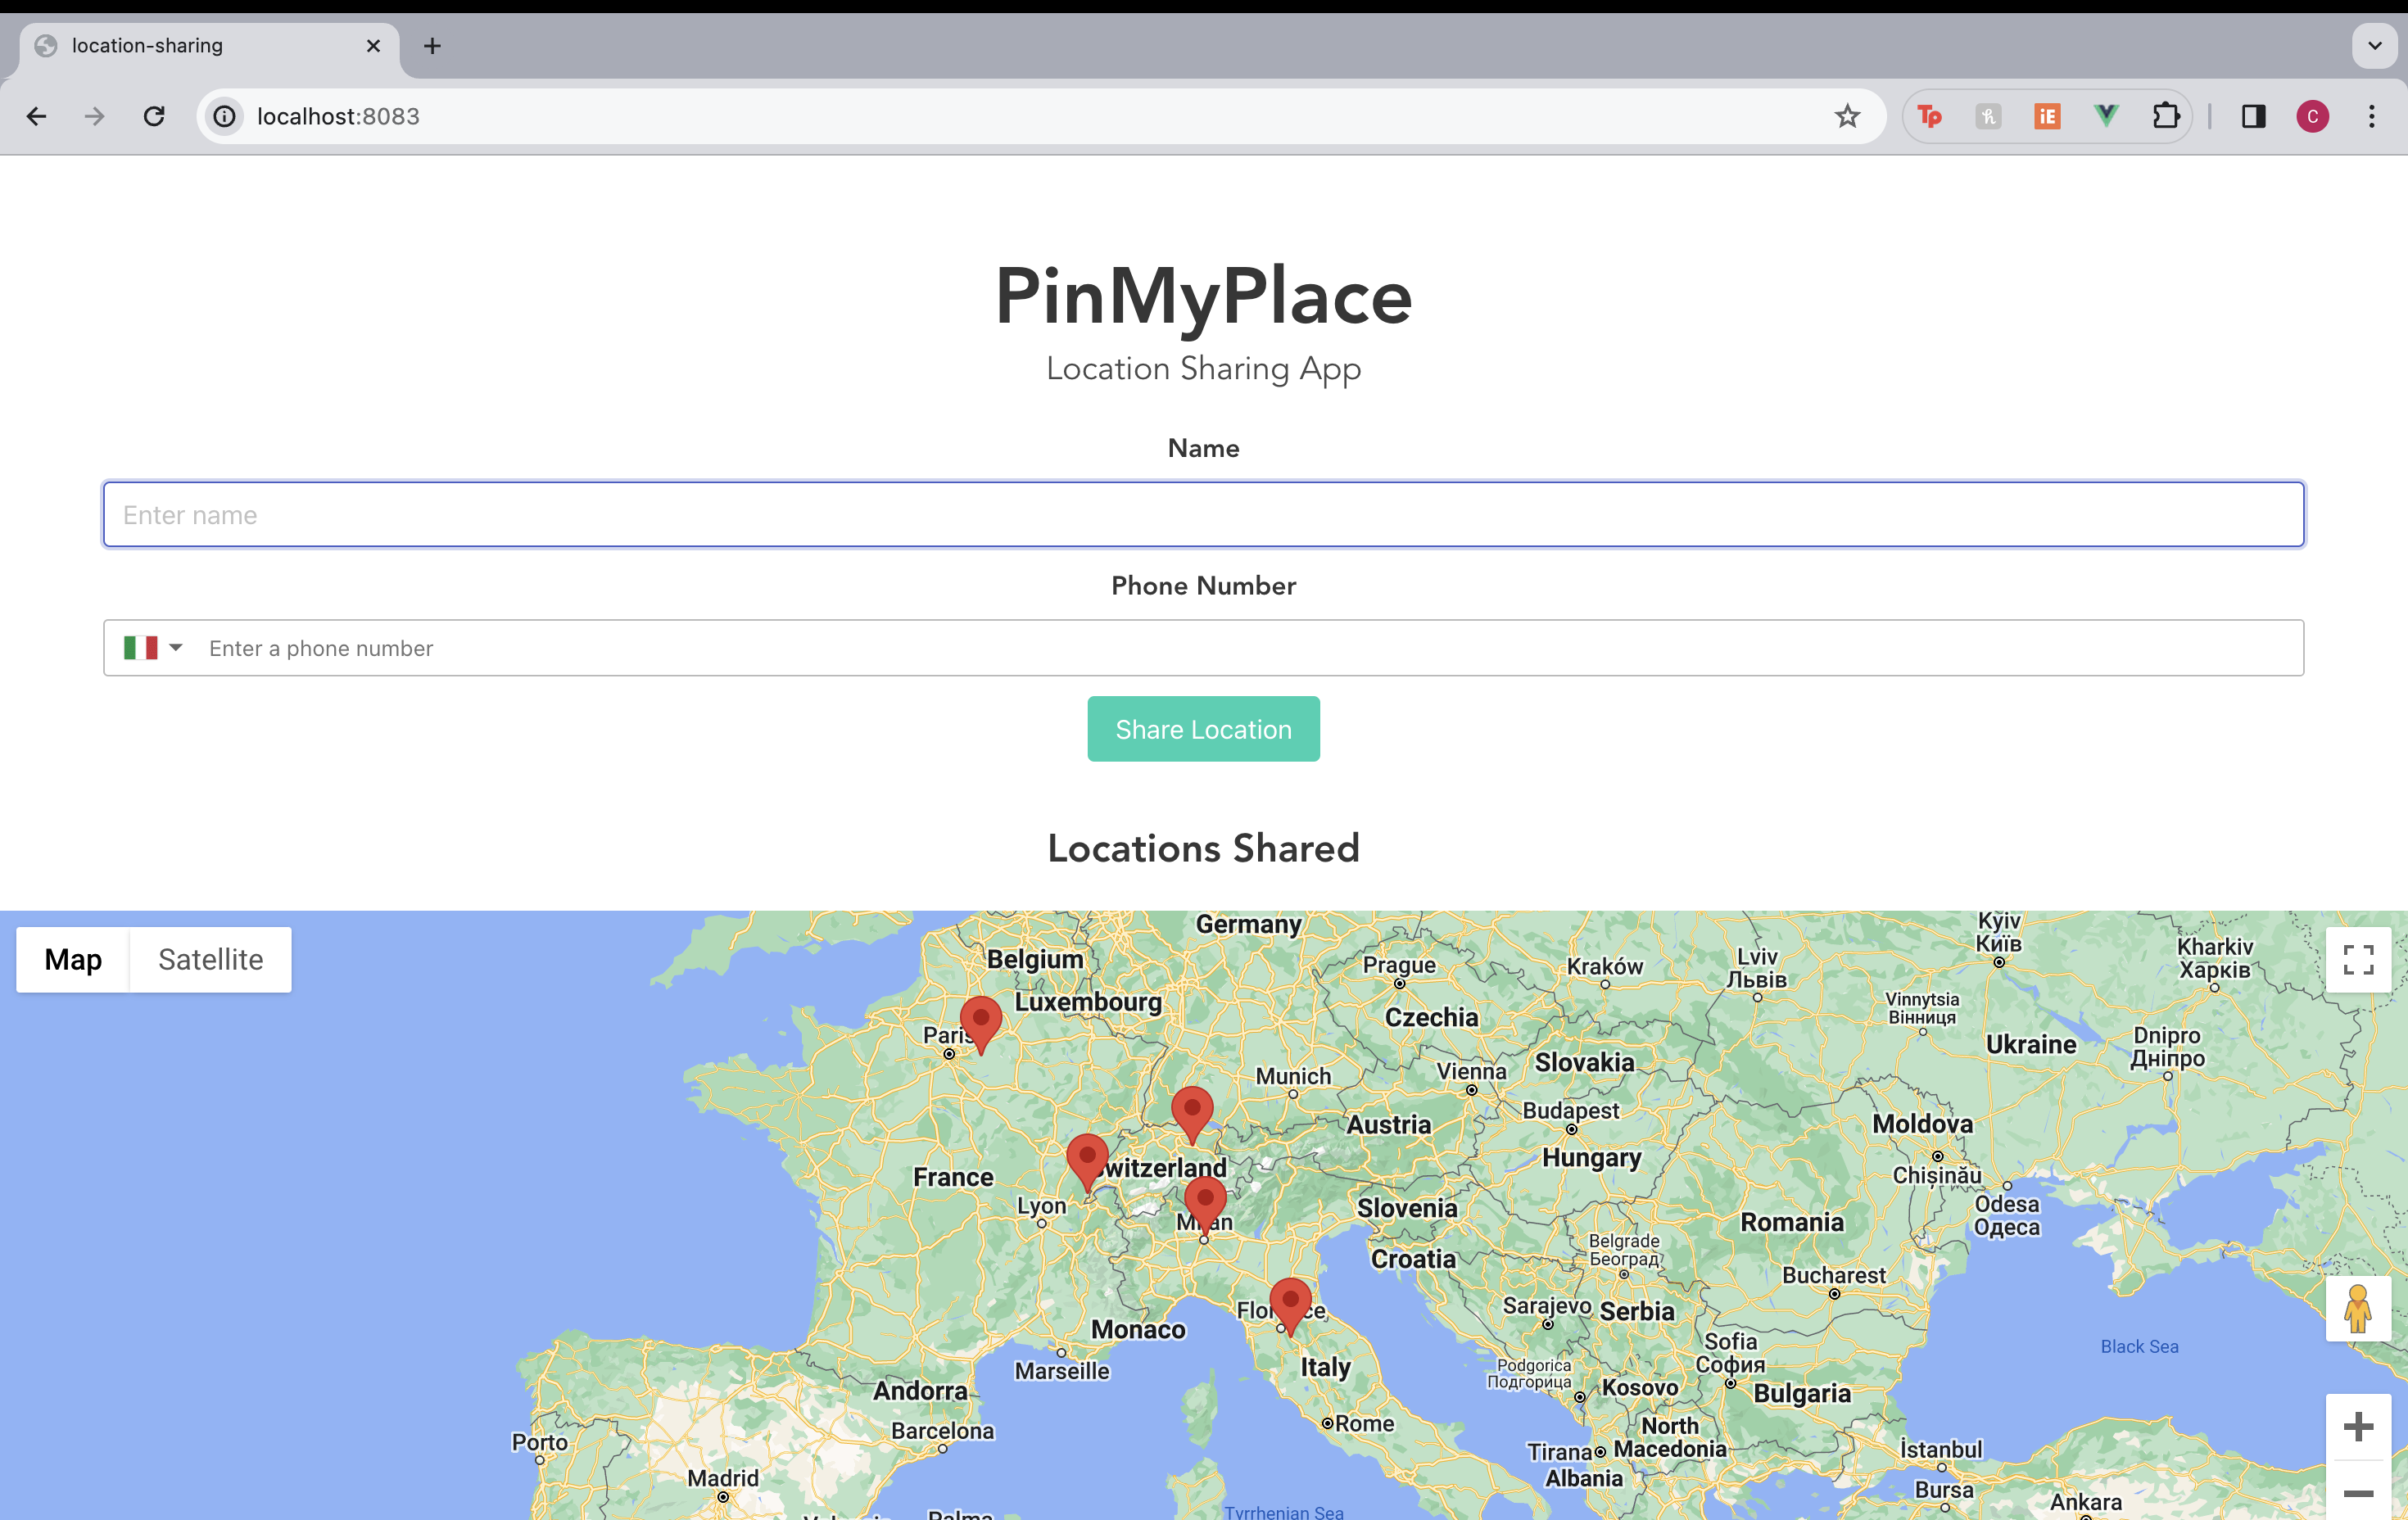 location-sharing
localhost:8083
Tp
iE
C
PinMyPlace
Location Sharing App
Name
Enter name
Phone Number
Enter a phone number
Share Location
Locations Shared
Map
Satellite
Germany
Belgium
Luxembourg
Paris
Prague
Czechia
Kraków
Lviv
Львів
Kyiv
Київ
Kharkiv
Харків
Vinnytsia
Вінниця
Ukraine
Dnipro
Дніпро
Munich
Vienna
Slovakia
Budapest
Austria
Hungary
Moldova
Chișinău
Odesa
Одеса
France
Switzerland
Lyon
Milan
Slovenia
Croatia
Romania
Belgrade
Београд
Bucharest
Florence
Monaco
Sarajevo
Serbia
Sofia
София
Black Sea
Marseille
Italy
Podgorica
Подгорица
Kosovo
Bulgaria
Andorra
Barcelona
Rome
North
Macedonia
Tirana
Albania
İstanbul
Porto
Madrid
Bursa
Ankara
Palma
Tyrrhenian Sea